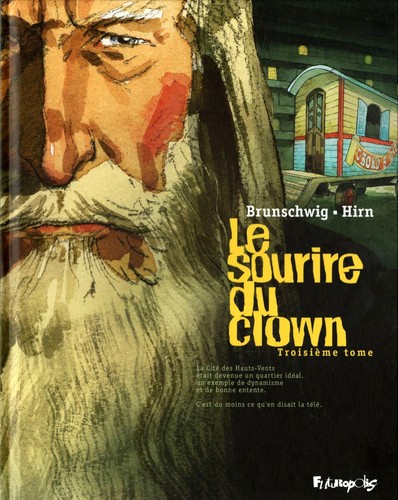 Brunschwig • Hirn
Le
sourire
du
clown
Troisième tome
La Cité des Hauts-Vents
était devenue un quartier idéal,
un exemple de dynamisme
et de bonne entente.
C'est du moins ce qu'en disait la télé.
Futuropolis